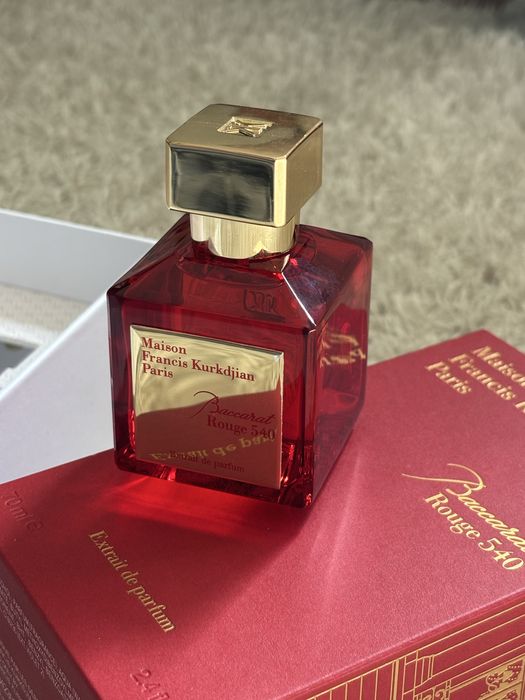 Maison
Francis Kurkdjian
Paris
Baccarat
Rouge 540
Extrait de parfum
Maison
Francis K
Paris
Baccarat
Rouge 540
70ml e
Extrait de parfum